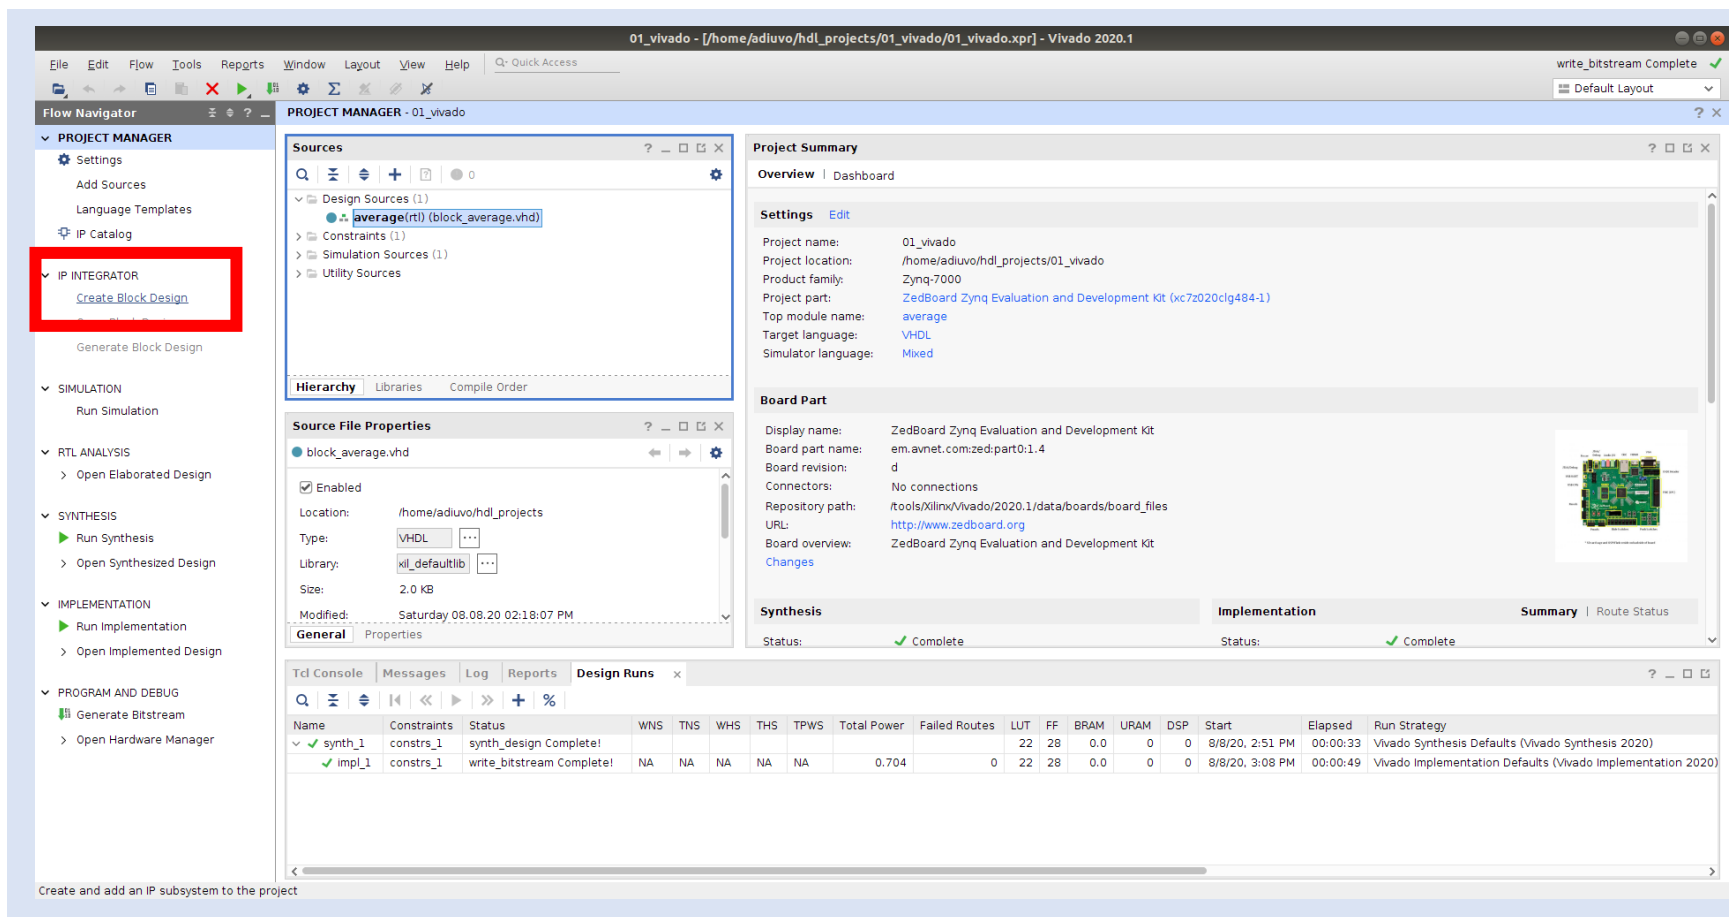 01_vivado - [/home/adiuvo/hdl_projects/01_vivado/01_vivado.xpr] - Vivado 2020.1
File Edit Flow Tools Reports Window Layout View Help Q- Quick Access write_bitstream Complete
Default Layout
Flow Navigator
PROJECT MANAGER - 01_vivado
PROJECT MANAGER
Settings
Add Sources
Language Templates
IP Catalog
IP INTEGRATOR
Create Block Design
Generate Block Design
SIMULATION
Run Simulation
RTL ANALYSIS
Open Elaborated Design
SYNTHESIS
Run Synthesis
Open Synthesized Design
IMPLEMENTATION
Run Implementation
Open Implemented Design
PROGRAM AND DEBUG
Generate Bitstream
Open Hardware Manager
Sources
0
Design Sources (1)
average(rtl) (block_average.vhd)
Constraints (1)
Simulation Sources (1)
Utility Sources
Hierarchy Libraries Compile Order
Source File Properties
block_average.vhd
Enabled
Location: /home/adiuvo/hdl_projects
Type: VHDL
Library: xil_defaultlib
Size: 2.0 KB
Modified: Saturday 08.08.20 02:18:07 PM
General Properties
Project Summary
Overview | Dashboard
Settings Edit
Project name: 01_vivado
Project location: /home/adiuvo/hdl_projects/01_vivado
Product family: Zynq-7000
Project part: ZedBoard Zynq Evaluation and Development Kit (xc7z020clg484-1)
Top module name: average
Target language: VHDL
Simulator language: Mixed
Board Part
Display name: ZedBoard Zynq Evaluation and Development Kit
Board part name: em.avnet.com:zed:part0:1.4
Board revision: d
Connectors: No connections
Repository path: /tools/Xilinx/Vivado/2020.1/data/boards/board_files
URL: http://www.zedboard.org
Board overview: ZedBoard Zynq Evaluation and Development Kit
Changes
Synthesis
Status: Complete
Implementation Summary | Route Status
Status: Complete
Tcl Console Messages Log Reports Design Runs
Name Constraints Status WNS TNS WHS THS TPWS Total Power Failed Routes LUT FF BRAM URAM DSP Start Elapsed Run Strategy
synth_1 constrs_1 synth_design Complete! 22 28 0.0 0 0 8/8/20, 2:51 PM 00:00:33 Vivado Synthesis Defaults (Vivado Synthesis 2020)
impl_1 constrs_1 write_bitstream Complete! NA NA NA NA NA 0.704 0 22 28 0.0 0 0 8/8/20, 3:08 PM 00:00:49 Vivado Implementation Defaults (Vivado Implementation 2020)
Create and add an IP subsystem to the project